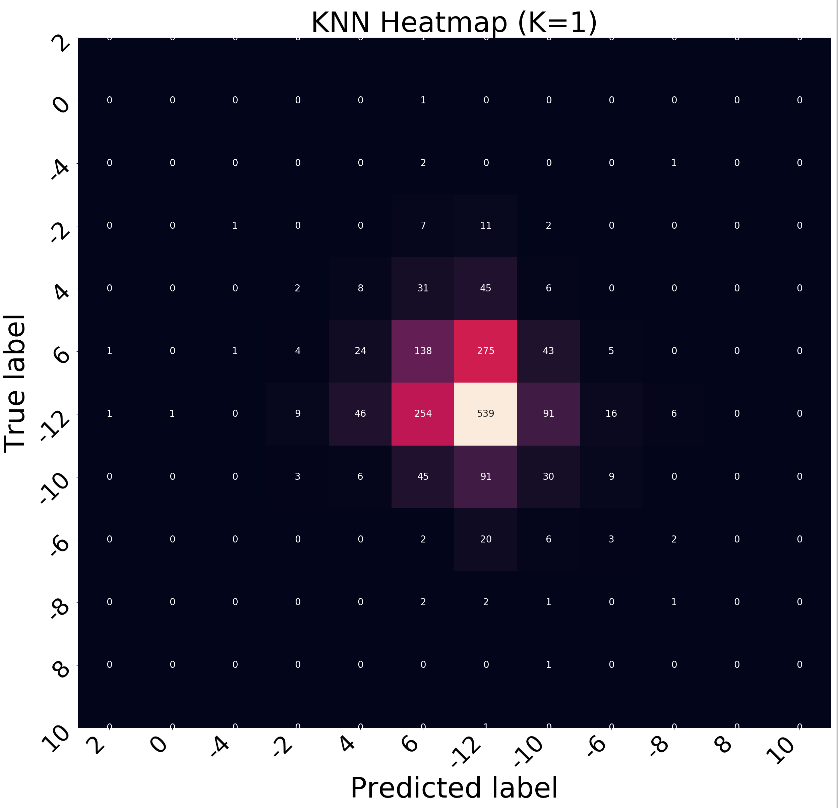 KNN Heatmap (K=1)
2
0 0 0 0 0 1 0 0 0 0 0 0
0
0 0 0 0 0 2 0 0 0 1 0 0
-4
0 0 1 0 0 7 11 2 0 0 0 0
-2
0 0 0 2 8 31 45 6 0 0 0 0
4
1 0 1 4 24 138 275 43 5 0 0 0
6
1 1 0 9 46 254 539 91 16 6 0 0
-12
0 0 0 3 6 45 91 30 9 0 0 0
-10
0 0 0 0 0 2 20 6 3 2 0 0
-6
0 0 0 0 0 2 2 1 0 1 0 0
-8
0 0 0 0 0 0 0 1 0 0 0 0
8
10
True label
2 0 -4 -2 4 6 -12 -10 -6 -8 8 10
Predicted label